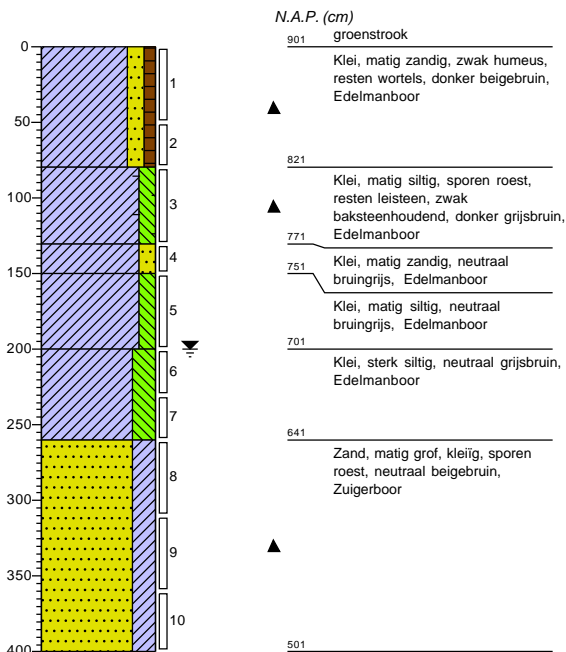 N.A.P. (cm)
901 groenstrook
0
Klei, matig zandig, zwak humeus,
resten wortels, donker beigebruin,
Edelmanboor
1
50
2
821
Klei, matig siltig, sporen roest,
resten leisteen, zwak
baksteenhoudend, donker grijsbruin,
Edelmanboor
100
3
771
Klei, matig zandig, neutraal
bruingrijs, Edelmanboor
4
150
751
Klei, matig siltig, neutraal
bruingrijs, Edelmanboor
5
200
701
Klei, sterk siltig, neutraal grijsbruin,
Edelmanboor
6
7
250
641
Zand, matig grof, kleiïg, sporen
roest, neutraal beigebruin,
Zuigerboor
8
300
9
350
10
400
501